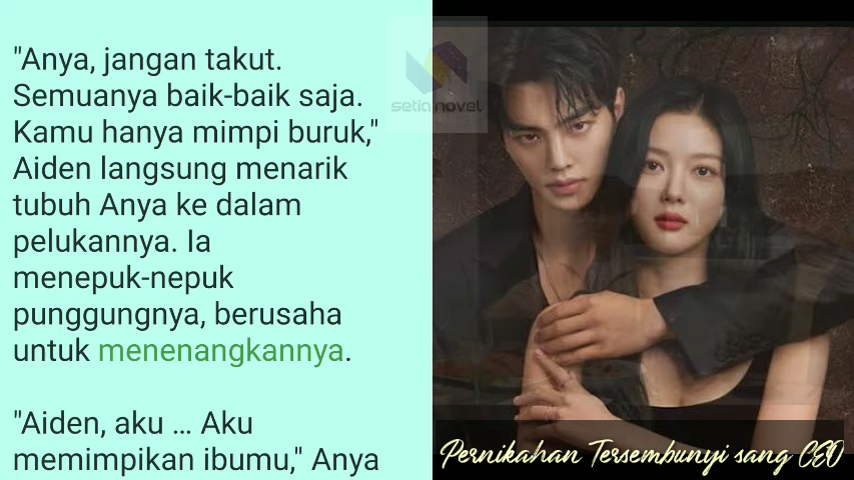 "Anya, jangan takut.
Semuanya baik-baik saja.
Kamu hanya mimpi buruk,"
Aiden langsung menarik
tubuh Anya ke dalam
pelukannya. Ia
menepuk-nepuk
punggungnya, berusaha
untuk menenangkannya.
"Aiden, aku ... Aku
memimpikan ibumu," Anya
setia novel
Pernikahan Tersembunyi sang CEO